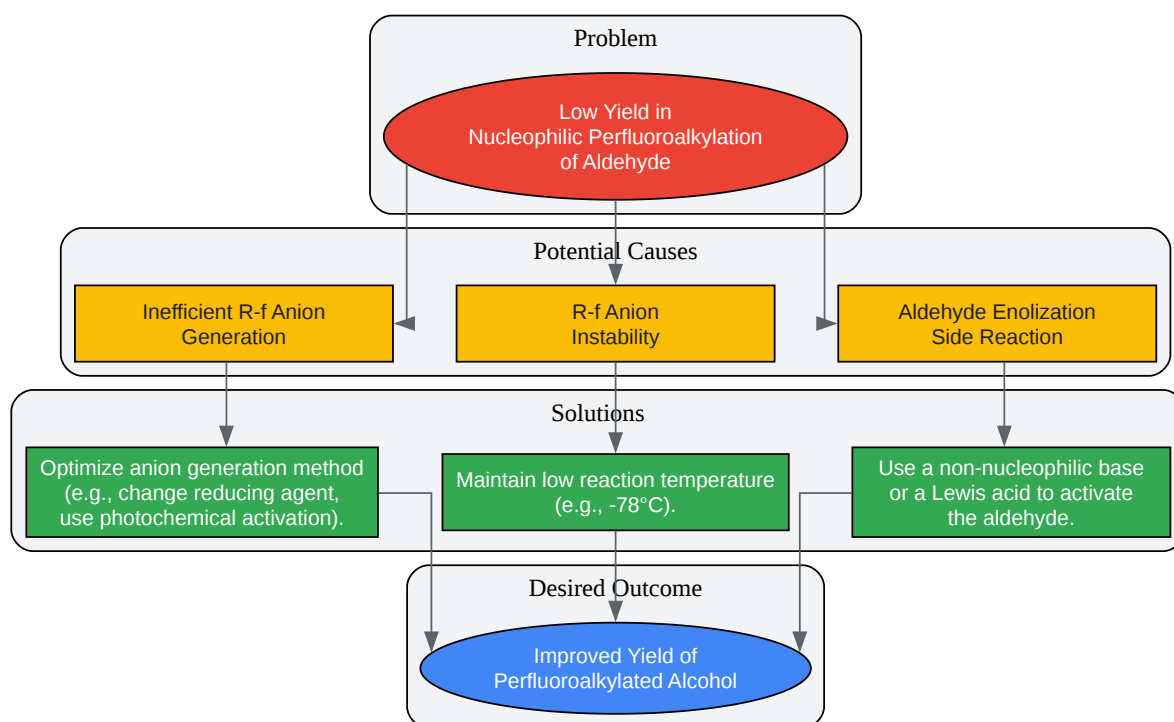 Problem
Low Yield in
Nucleophilic Perfluoroalkylation
of Aldehyde
Potential Causes
Inefficient R-f Anion
Generation
R-f Anion
Instability
Aldehyde Enolization
Side Reaction
Solutions
Optimize anion generation method
(e.g., change reducing agent,
use photochemical activation).
Maintain low reaction temperature
(e.g., -78°C).
Use a non-nucleophilic base
or a Lewis acid to activate
the aldehyde.
Desired Outcome
Improved Yield of
Perfluoroalkylated Alcohol